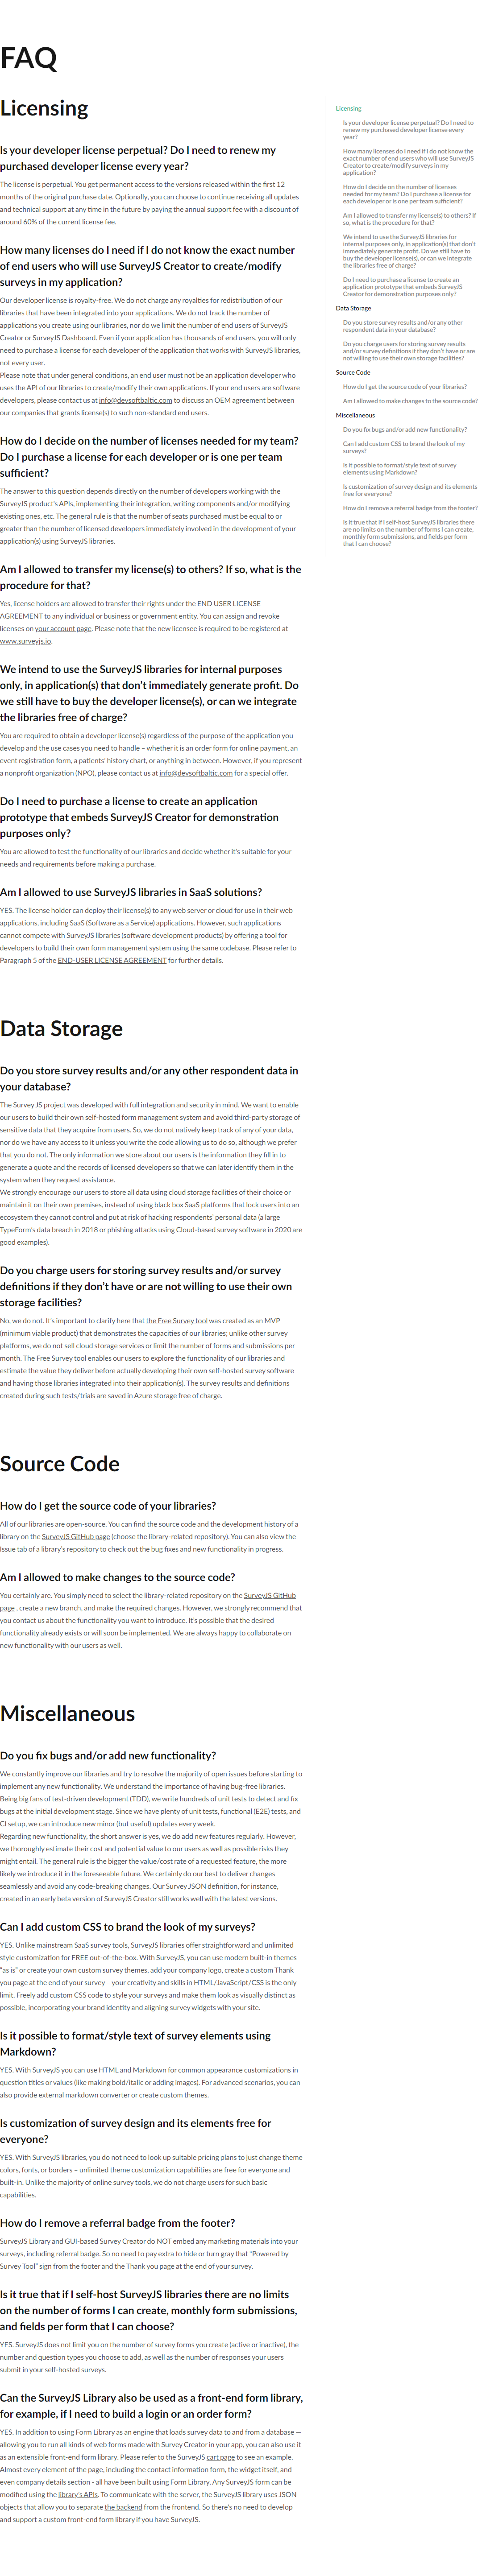 FAQ
Licensing
Is your developer license perpetual? Do I need to renew my
purchased developer license every year?
The license is perpetual. You get permanent access to the versions released within the first 12
months of the original purchase date. Optionally, you can choose to continue receiving all updates
and technical support at any time in the future by paying the annual support fee with a discount of
around 60% of the current license fee.
How many licenses do I need if I do not know the exact number
of end users who will use SurveyJS Creator to create/modify
surveys in my application?
Our developer license is royalty-free. We do not charge any royalties for redistribution of our
libraries that have been integrated into your applications. We do not track the number of
applications you create using our libraries, nor do we limit the number of end users of SurveyJS
Creator or SurveyJS Dashboard. Even if your application has thousands of end users, you will only
need to purchase a license for each developer of the application that works with SurveyJS libraries,
not every user.
Please note that under general conditions, an end user must not be an application developer who
uses the API of our libraries to create/modify their own applications. If your end users are software
developers, please contact us at info@devsoftbaltic.com to discuss an OEM agreement between
our companies that grants license(s) to such non-standard end users.
How do I decide on the number of licenses needed for my team?
Do I purchase a license for each developer or is one per team
sufficient?
The answer to this question depends directly on the number of developers working with the
SurveyJS product's APIs, implementing their integration, writing components and/or modifying
existing ones, etc. The general rule is that the number of seats purchased must be equal to or
greater than the number of licensed developers immediately involved in the development of your
application(s) using SurveyJS libraries.
Am I allowed to transfer my license(s) to others? If so, what is the
procedure for that?
Yes, license holders are allowed to transfer their rights under the END USER LICENSE
AGREEMENT to any individual or business or government entity. You can assign and revoke
licenses on your account page. Please note that the new licensee is required to be registered at
www.surveyjs.io.
We intend to use the SurveyJS libraries for internal purposes
only, in application(s) that don't immediately generate profit. Do
we still have to buy the developer license(s), or can we integrate
the libraries free of charge?
You are required to obtain a developer license(s) regardless of the purpose of the application you
develop and the use cases you need to handle – whether it is an order form for online payment, an
event registration form, a patients' history chart, or anything in between. However, if you represent
a nonprofit organization (NPO), please contact us at info@devsoftbaltic.com for a special offer.
Do I need to purchase a license to create an application
prototype that embeds SurveyJS Creator for demonstration
purposes only?
You are allowed to test the functionality of our libraries and decide whether it's suitable for your
needs and requirements before making a purchase.
Am I allowed to use SurveyJS libraries in SaaS solutions?
YES. The license holder can deploy their license(s) to any web server or cloud for use in their web
applications, including SaaS (Software as a Service) applications. However, such applications
cannot compete with SurveyJS libraries (software development products) by offering a tool for
developers to build their own form management system using the same codebase. Please refer to
Paragraph 5 of the END-USER LICENSE AGREEMENT for further details.
Data Storage
Do you store survey results and/or any other respondent data in
your database?
The Survey JS project was developed with full integration and security in mind. We want to enable
our users to build their own self-hosted form management system and avoid third-party storage of
sensitive data that they acquire from users. So, we do not natively keep track of any of your data,
nor do we have any access to it unless you write the code allowing us to do so, although we prefer
that you do not. The only information we store about our users is the information they fill in to
generate a quote and the records of licensed developers so that we can later identify them in the
system when they request assistance.
We strongly encourage our users to store all data using cloud storage facilities of their choice or
maintain it on their own premises, instead of using black box SaaS platforms that lock users into an
ecosystem they cannot control and put at risk of hacking respondents' personal data (a large
TypeForm's data breach in 2018 or phishing attacks using Cloud-based survey software in 2020 are
good examples).
Do you charge users for storing survey results and/or survey
definitions if they don't have or are not willing to use their own
storage facilities?
No, we do not. It's important to clarify here that the Free Survey tool was created as an MVP
(minimum viable product) that demonstrates the capacities of our libraries; unlike other survey
platforms, we do not sell cloud storage services or limit the number of forms and submissions per
month. The Free Survey tool enables our users to explore the functionality of our libraries and
estimate the value they deliver before actually developing their own self-hosted survey software
and having those libraries integrated into their application(s). The survey results and definitions
created during such tests/trials are saved in Azure storage free of charge.
Source Code
How do I get the source code of your libraries?
All of our libraries are open-source. You can find the source code and the development history of a
library on the SurveyJS GitHub page (choose the library-related repository). You can also view the
Issue tab of a library's repository to check out the bug fixes and new functionality in progress.
Am I allowed to make changes to the source code?
You certainly are. You simply need to select the library-related repository on the SurveyJS GitHub
page , create a new branch, and make the required changes. However, we strongly recommend that
you contact us about the functionality you want to introduce. It's possible that the desired
functionality already exists or will soon be implemented. We are always happy to collaborate on
new functionality with our users as well.
Miscellaneous
Do you fix bugs and/or add new functionality?
We constantly improve our libraries and try to resolve the majority of open issues before starting to
implement any new functionality. We understand the importance of having bug-free libraries.
Being big fans of test-driven development (TDD), we write hundreds of unit tests to detect and fix
bugs at the initial development stage. Since we have plenty of unit tests, functional (E2E) tests, and
CI setup, we can introduce new minor (but useful) updates every week.
Regarding new functionality, the short answer is yes, we do add new features regularly. However,
we thoroughly estimate their cost and potential value to our users as well as possible risks they
might entail. The general rule is the bigger the value/cost rate of a requested feature, the more
likely we introduce it in the foreseeable future. We certainly do our best to deliver changes
seamlessly and avoid any code-breaking changes. Our Survey JSON definition, for instance,
created in an early beta version of SurveyJS Creator still works well with the latest versions.
Can I add custom CSS to brand the look of my surveys?
YES. Unlike mainstream SaaS survey tools, SurveyJS libraries offer straightforward and unlimited
style customization for FREE out-of-the-box. With SurveyJS, you can use modern built-in themes
"as is" or create your own custom survey themes, add your company logo, create a custom Thank
you page at the end of your survey – your creativity and skills in HTML/JavaScript/CSS is the only
limit. Freely add custom CSS code to style your surveys and make them look as visually distinct as
possible, incorporating your brand identity and aligning survey widgets with your site.
Is it possible to format/style text of survey elements using
Markdown?
YES. With SurveyJS you can use HTML and Markdown for common appearance customizations in
question titles or values (like making bold/italic or adding images). For advanced scenarios, you can
also provide external markdown converter or create custom themes.
Is customization of survey design and its elements free for
everyone?
YES. With SurveyJS libraries, you do not need to look up suitable pricing plans to just change theme
colors, fonts, or borders – unlimited theme customization capabilities are free for everyone and
built-in. Unlike the majority of online survey tools, we do not charge users for such basic
capabilities.
How do I remove a referral badge from the footer?
SurveyJS Library and GUI-based Survey Creator do NOT embed any marketing materials into your
surveys, including referral badge. So no need to pay extra to hide or turn gray that "Powered by
Survey Tool" sign from the footer and the Thank you page at the end of your survey.
Is it true that if I self-host SurveyJS libraries there are no limits
on the number of forms I can create, monthly form submissions,
and fields per form that I can choose?
YES. SurveyJS does not limit you on the number of survey forms you create (active or inactive), the
number and question types you choose to add, as well as the number of responses your users
submit in your self-hosted surveys.
Can the SurveyJS Library also be used as a front-end form library,
for example, if I need to build a login or an order form?
YES. In addition to using Form Library as an engine that loads survey data to and from a database —
allowing you to run all kinds of web forms made with Survey Creator in your app, you can also use it
as an extensible front-end form library. Please refer to the SurveyJS cart page to see an example.
Almost every element of the page, including the contact information form, the widget itself, and
even company details section - all have been built using Form Library. Any SurveyJS form can be
modified using the library's APIs. To communicate with the server, the SurveyJS library uses JSON
objects that allow you to separate the backend from the frontend. So there's no need to develop
and support a custom front-end form library if you have SurveyJS.
Licensing
Is your developer license perpetual? Do I need to
renew my purchased developer license every
year?
How many licenses do I need if I do not know the
exact number of end users who will use SurveyJS
Creator to create/modify surveys in my
application?
How do I decide on the number of licenses
needed for my team? Do I purchase a license for
each developer or is one per team sufficient?
Am I allowed to transfer my license(s) to others? If
so, what is the procedure for that?
We intend to use the SurveyJS libraries for
internal purposes only, in application(s) that don't
immediately generate profit. Do we still have to
buy the developer license(s), or can we integrate
the libraries free of charge?
Do I need to purchase a license to create an
application prototype that embeds SurveyJS
Creator for demonstration purposes only?
Data Storage
Do you store survey results and/or any other
respondent data in your database?
Do you charge users for storing survey results
and/or survey definitions if they don't have or are
not willing to use their own storage facilities?
Source Code
How do I get the source code of your libraries?
Am I allowed to make changes to the source code?
Miscellaneous
Do you fix bugs and/or add new functionality?
Can I add custom CSS to brand the look of my
surveys?
Is it possible to format/style text of survey
elements using Markdown?
Is customization of survey design and its elements
free for everyone?
How do I remove a referral badge from the footer?
Is it true that if I self-host SurveyJS libraries there
are no limits on the number of forms I can create,
monthly form submissions, and fields per form
that I can choose?